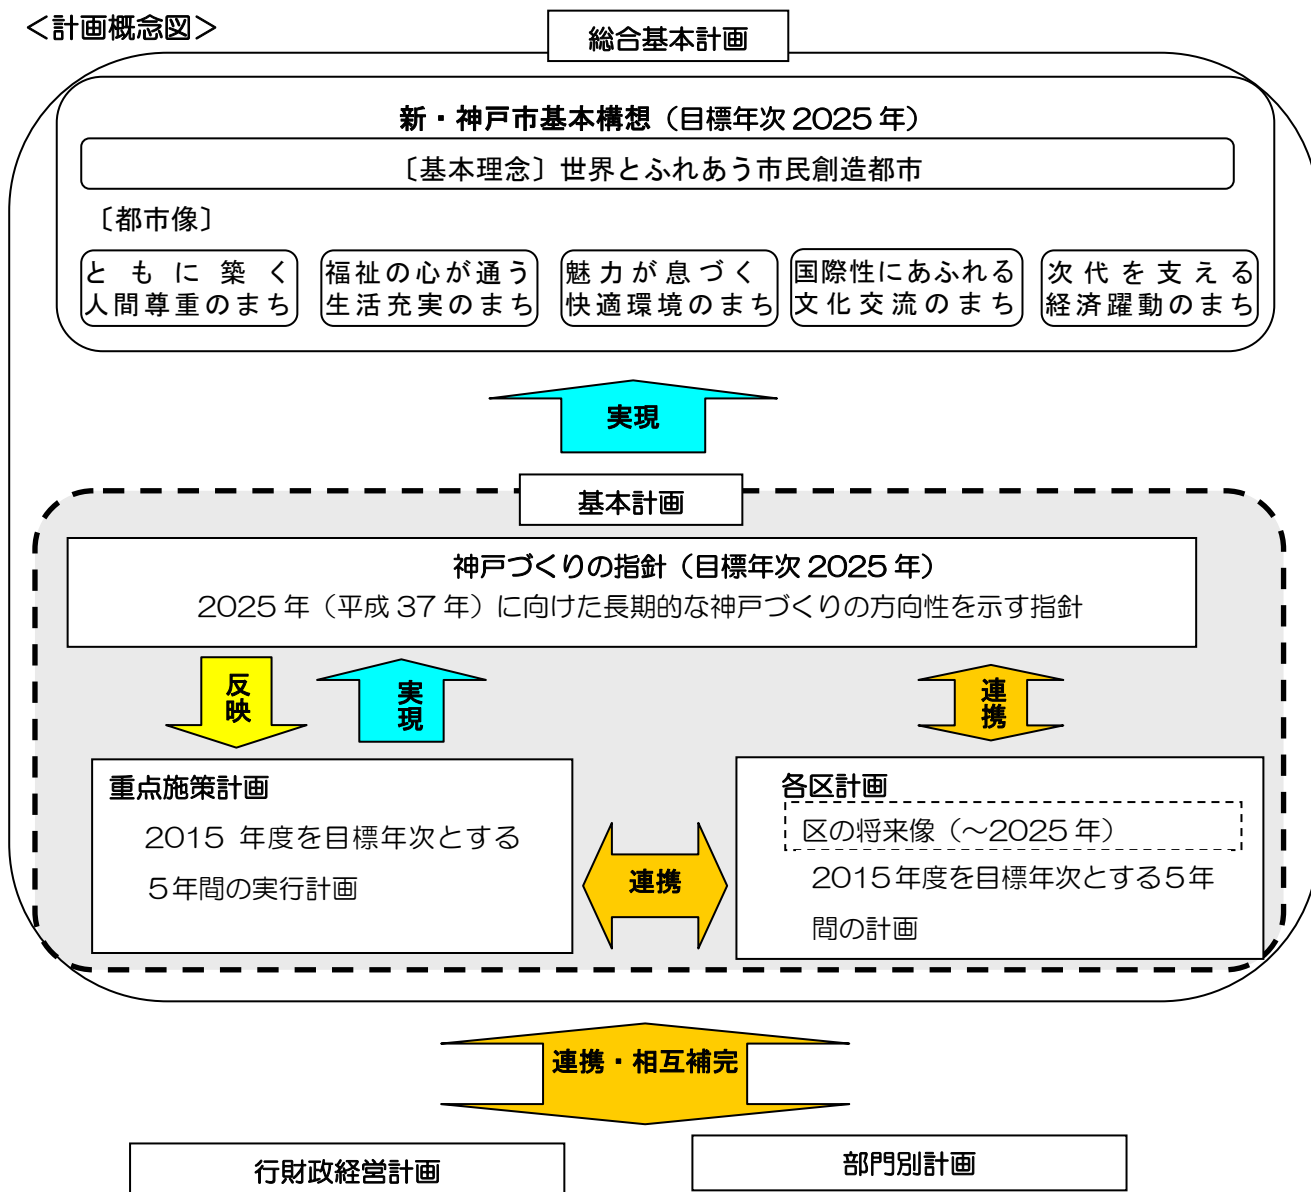 ＜計画概念図＞
総合基本計画
新・神戸市基本構想（目標年次 2025 年）
〔基本理念〕世界とふれあう市民創造都市
〔都市像〕
ともに築く
人間尊重のまち
福祉の心が通う
生活充実のまち
魅力が息づく
快適環境のまち
国際性にあふれる
文化交流のまち
次代を支える
経済躍動のまち
実現
基本計画
神戸づくりの指針（目標年次 2025 年）
2025 年（平成 37 年）に向けた長期的な神戸づくりの方向性を示す指針
反映
実現
連携
重点施策計画
2015 年度を目標年次とする
5年間の実行計画
連携
各区計画
区の将来像（～2025 年）
2015年度を目標年次とする5年
間の計画
連携・相互補完
行財政経営計画
部門別計画